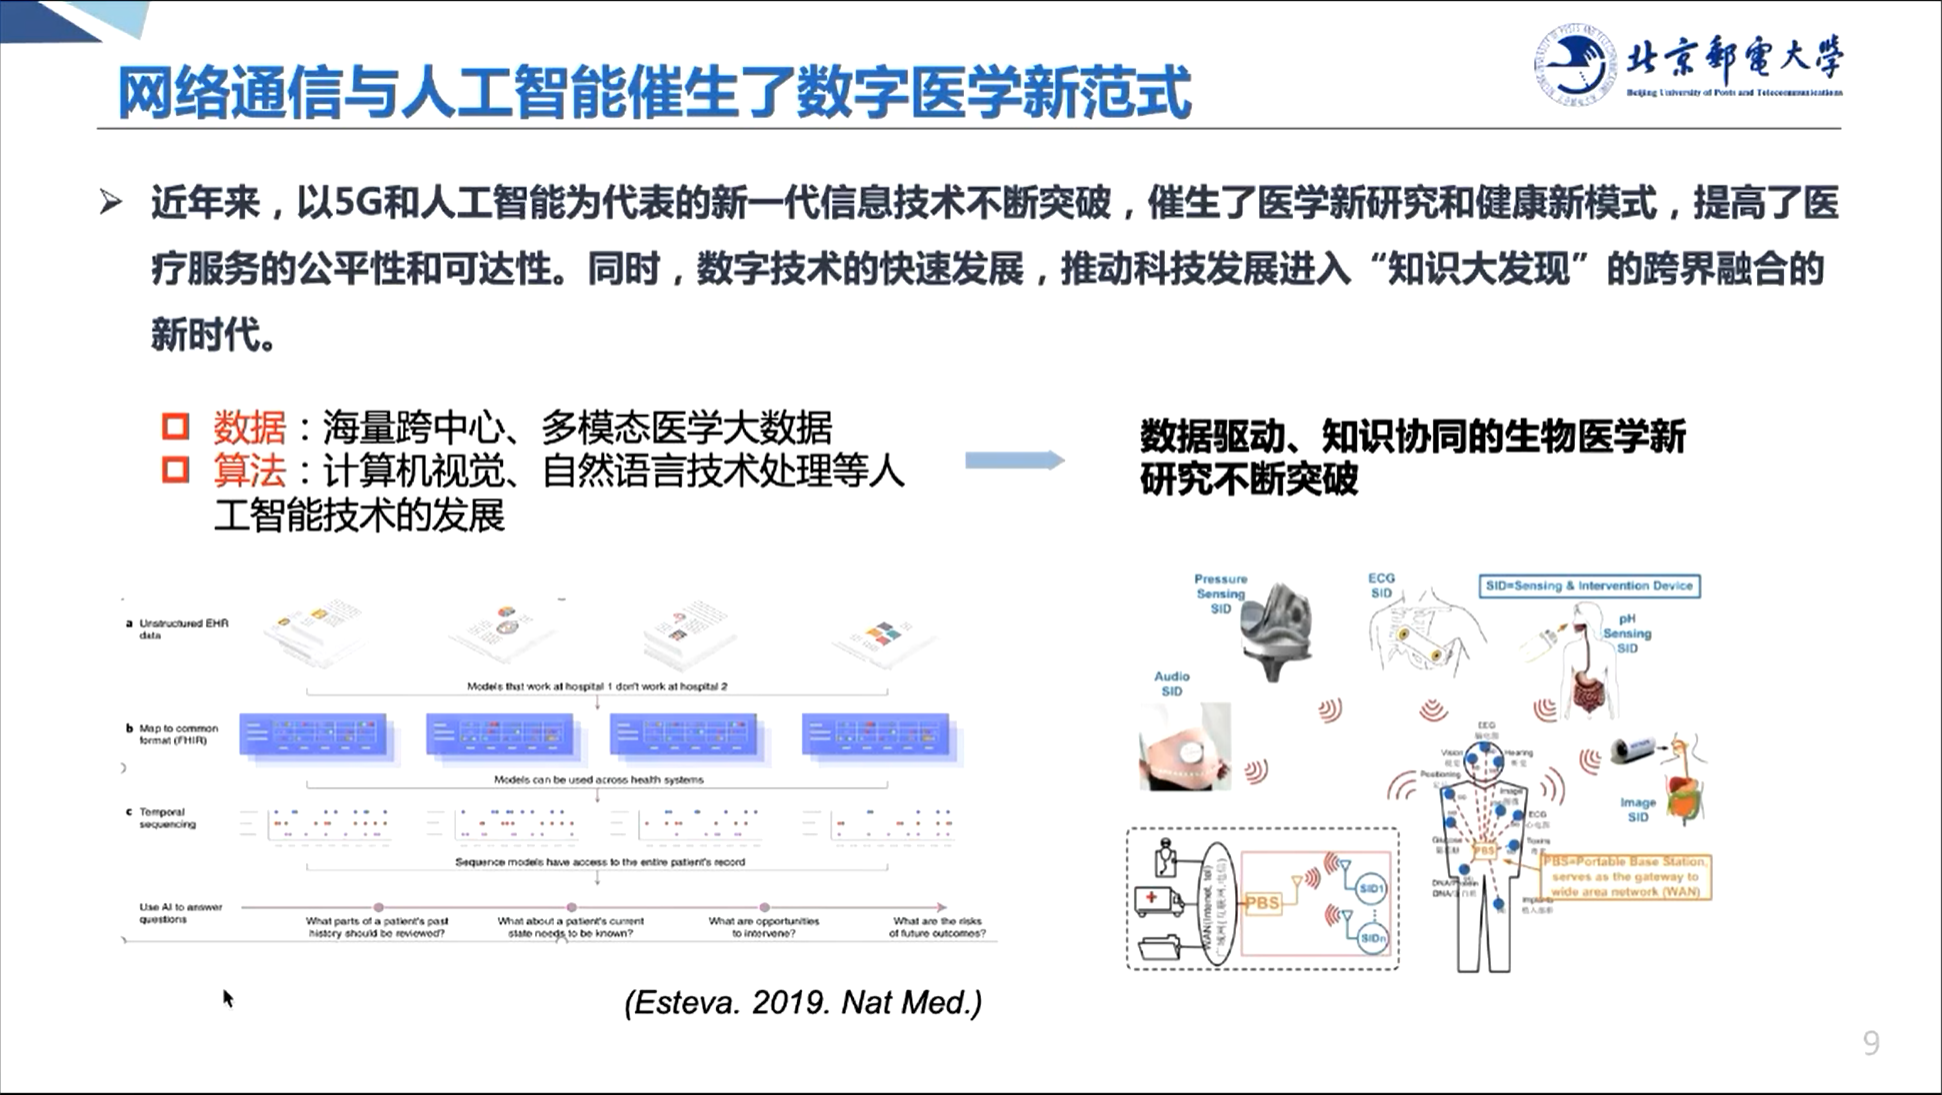 网络通信与人工智能催生了数字医学新范式
北京邮电大学
Beijing University of Posts and Telecommunications
近年来，以5G和人工智能为代表的新一代信息技术不断突破，催生了医学新研究和健康新模式，提高了医
疗服务的公平性和可达性。同时，数字技术的快速发展，推动科技发展进入“知识大发现”的跨界融合的
新时代。
数据：海量跨中心、多模态医学大数据
算法：计算机视觉、自然语言技术处理等人
工智能技术的发展
数据驱动、知识协同的生物医学新
研究不断突破
a Unstructured EHR
data
Models that work at hospital 1 don't work at hospital 2
b Map to common
format (FHIR)
Models can be used across health systems
c Temporal
sequencing
Sequence models have access to the entire patient's record
Use AI to answer
questions
What parts of a patient's past
history should be reviewed?
What about a patient's current
state needs to be known?
What are opportunities
to intervene?
What are the risks
of future outcomes?
(Esteva. 2019. Nat Med.)
Pressure
Sensing
SID
ECG
SID
SID=Sensing & Intervention Device
pH
Sensing
SID
Audio
SID
Image
SID
EEG
Vision
Hearing
Positioning
Image
ECG
Toxins
PBS
PBS=Portable Base Station,
serves as the gateway to
wide area network (WAN)
WAN(Internet, tel)
PBS
SID1
SIDn
9